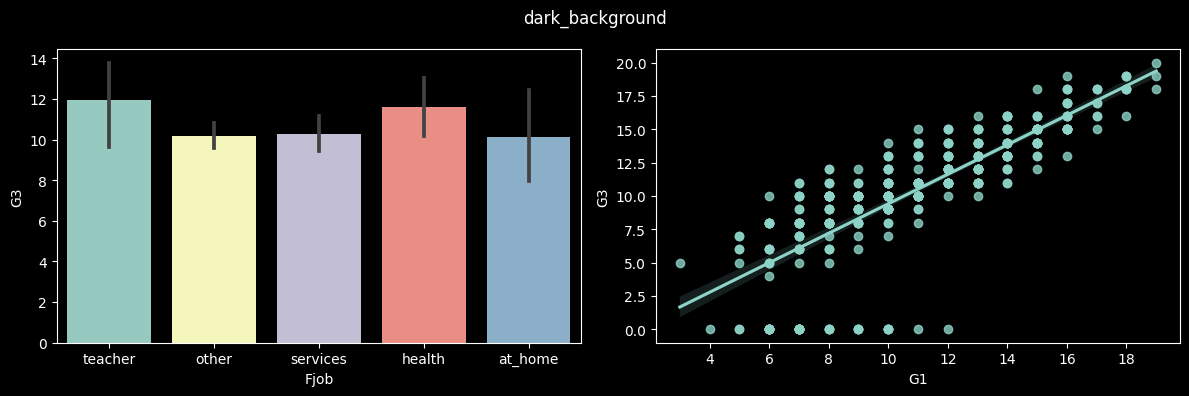 dark_background
G3
14
12
10
8
6
4
2
0
teacher other services health at_home
Fjob
G3
20.0
17.5
15.0
12.5
10.0
7.5
5.0
2.5
0.0
4 6 8 10 12 14 16 18
G1